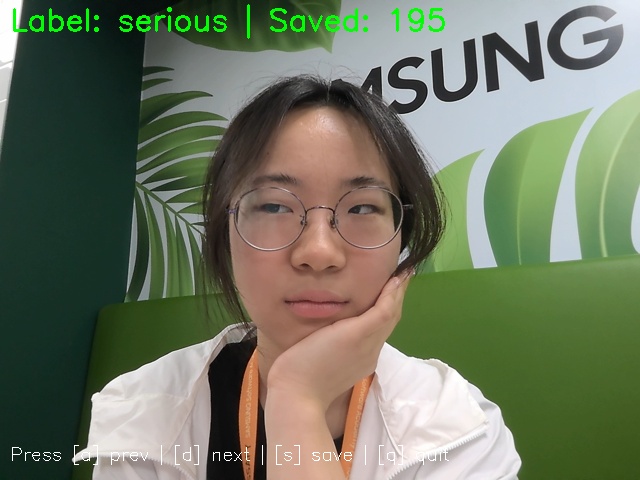 Label: serious | Saved: 195
MSUNG
Press [a] prev | [d] next | [s] save | [q] quit